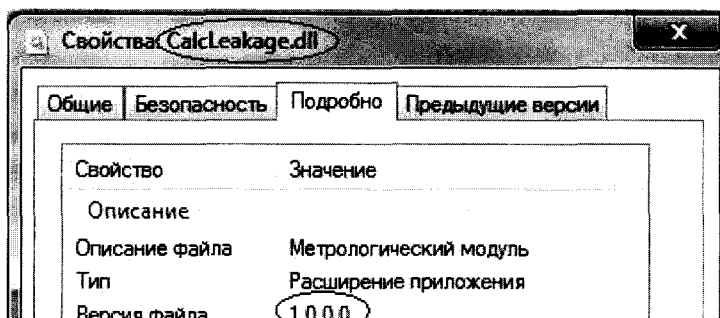 Свойства: CalcLeakage.dll
x
Общие Безопасность Подробно Предыдущие версии
Свойство Значение
Описание
Описание файла Метрологический модуль
Тип Расширение приложения
Версия файла 1.0.0.0